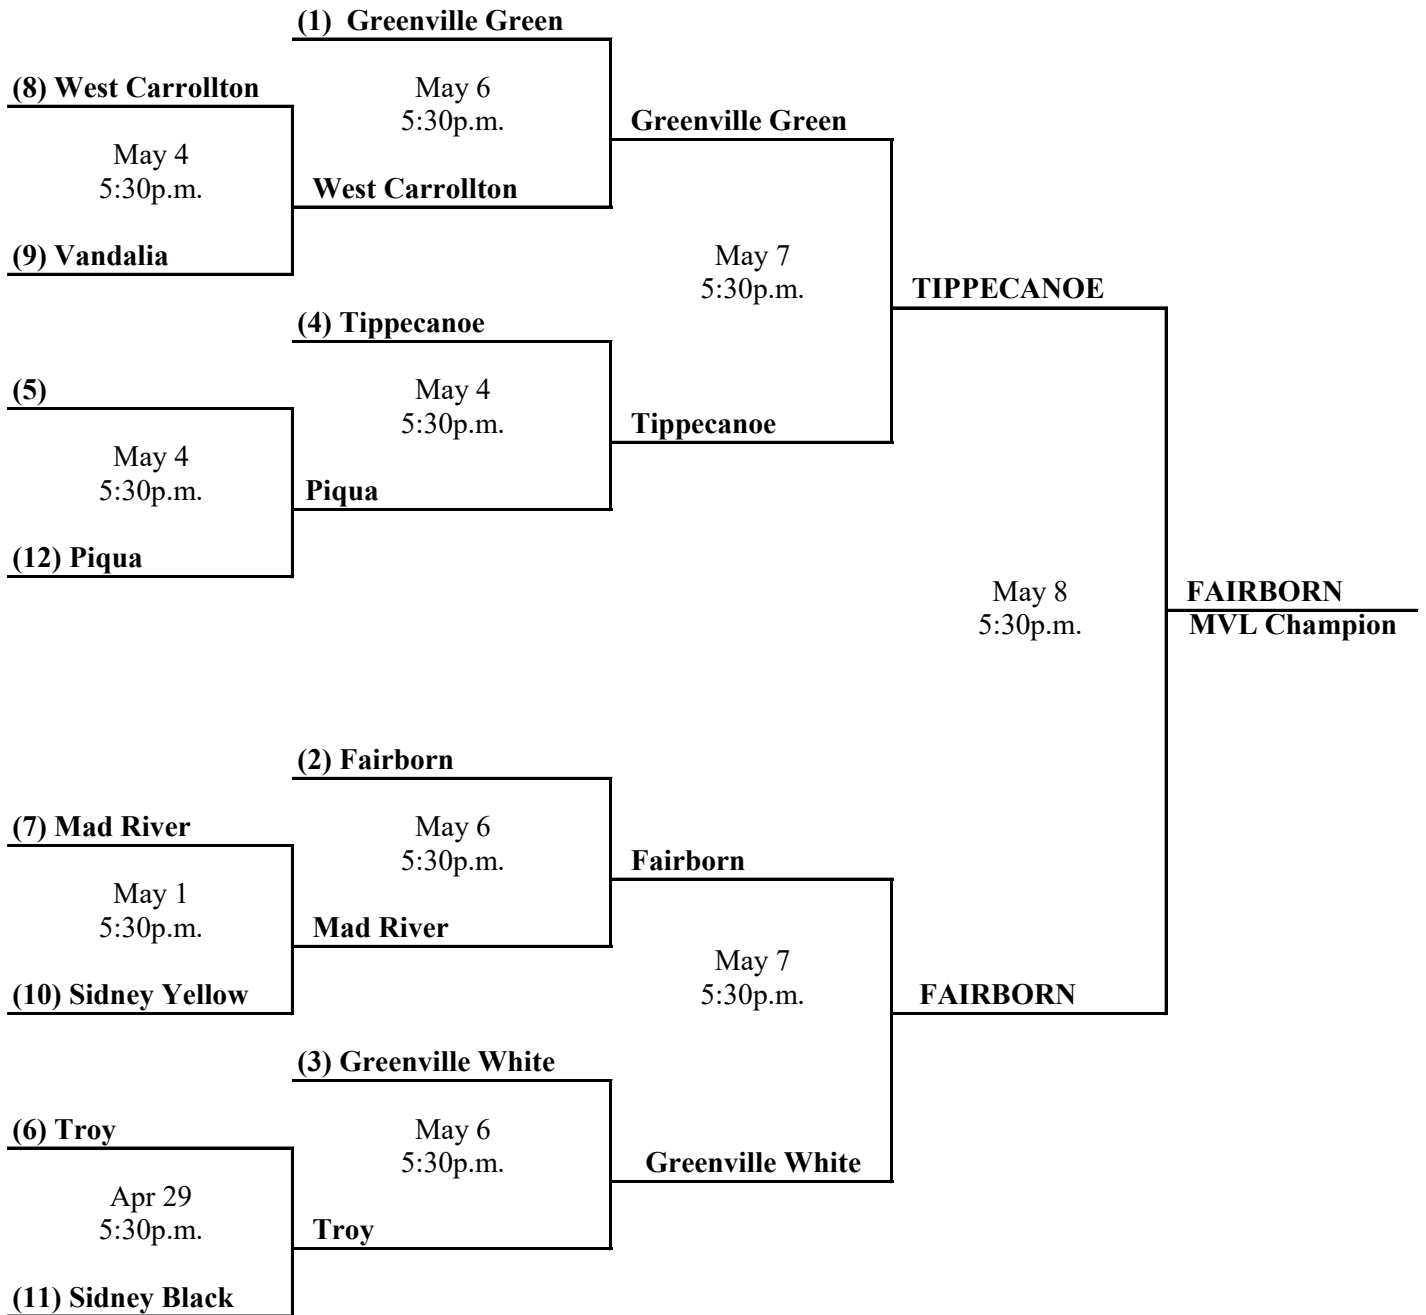 (1) Greenville Green
(8) West Carrollton
May 6
5:30p.m.
Greenville Green
May 4
5:30p.m.
West Carrollton
(9) Vandalia
May 7
5:30p.m.
TIPPECANOE
(4) Tippecanoe
(5)
May 4
5:30p.m.
Tippecanoe
May 4
5:30p.m.
Piqua
(12) Piqua
May 8
5:30p.m.
FAIRBORN
MVL Champion
(2) Fairborn
(7) Mad River
May 6
5:30p.m.
Fairborn
May 1
5:30p.m.
Mad River
May 7
5:30p.m.
(10) Sidney Yellow
FAIRBORN
(3) Greenville White
(6) Troy
May 6
5:30p.m.
Greenville White
Apr 29
5:30p.m.
Troy
(11) Sidney Black